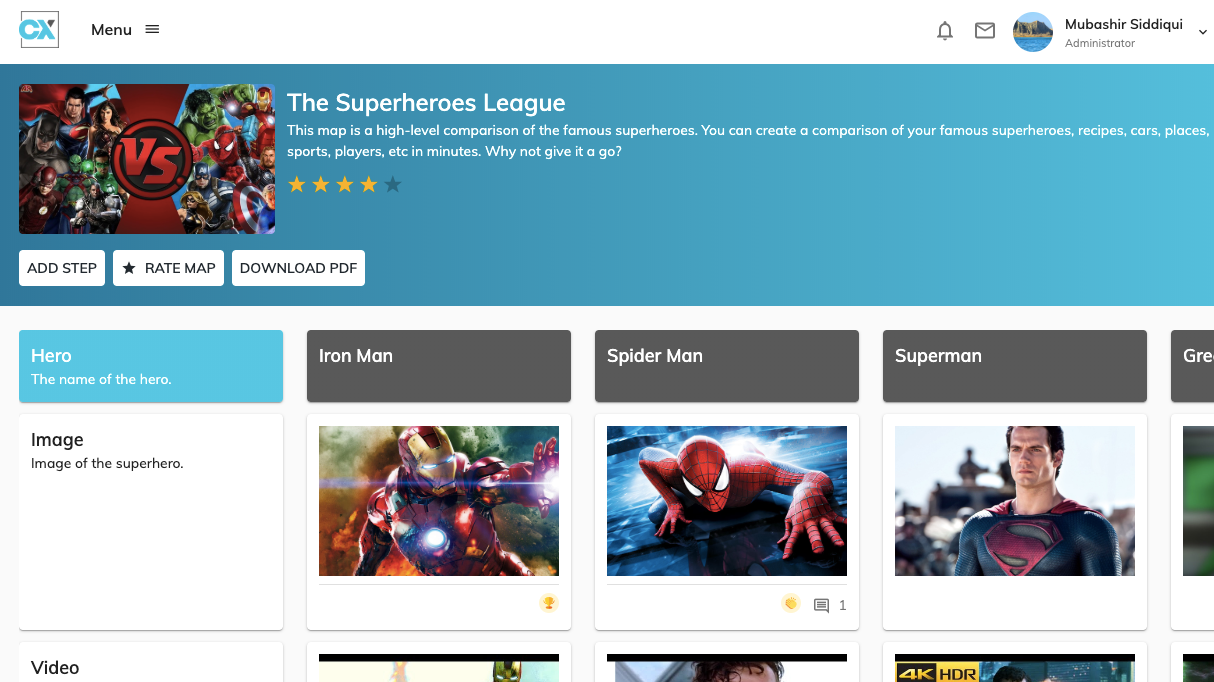 CX
Menu
Mubashir Siddiqui
Administrator
VS
The Superheroes League
This map is a high-level comparison of the famous superheroes. You can create a comparison of your famous superheroes, recipes, cars, places,
sports, players, etc in minutes. Why not give it a go?
ADD STEP
RATE MAP
DOWNLOAD PDF
Hero
The name of the hero.
Iron Man
Spider Man
Superman
Gre
Image
Image of the superhero.
1
Video
4K HDR